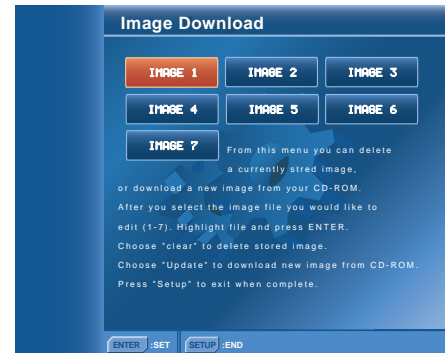 Image Download
IMAGE 1 IMAGE 2 IMAGE 3
IMAGE 4 IMAGE 5 IMAGE 6
IMAGE 7
From this menu you can delete
a currently stred image,
or download a new image from your CD-ROM.
After you select the image file you would like to
edit (1-7). Highlight file and press ENTER.
Choose "clear" to delete stored image.
Choose "Update" to download new image from CD-ROM.
Press "Setup" to exit when complete.
ENTER :SET SETUP :END